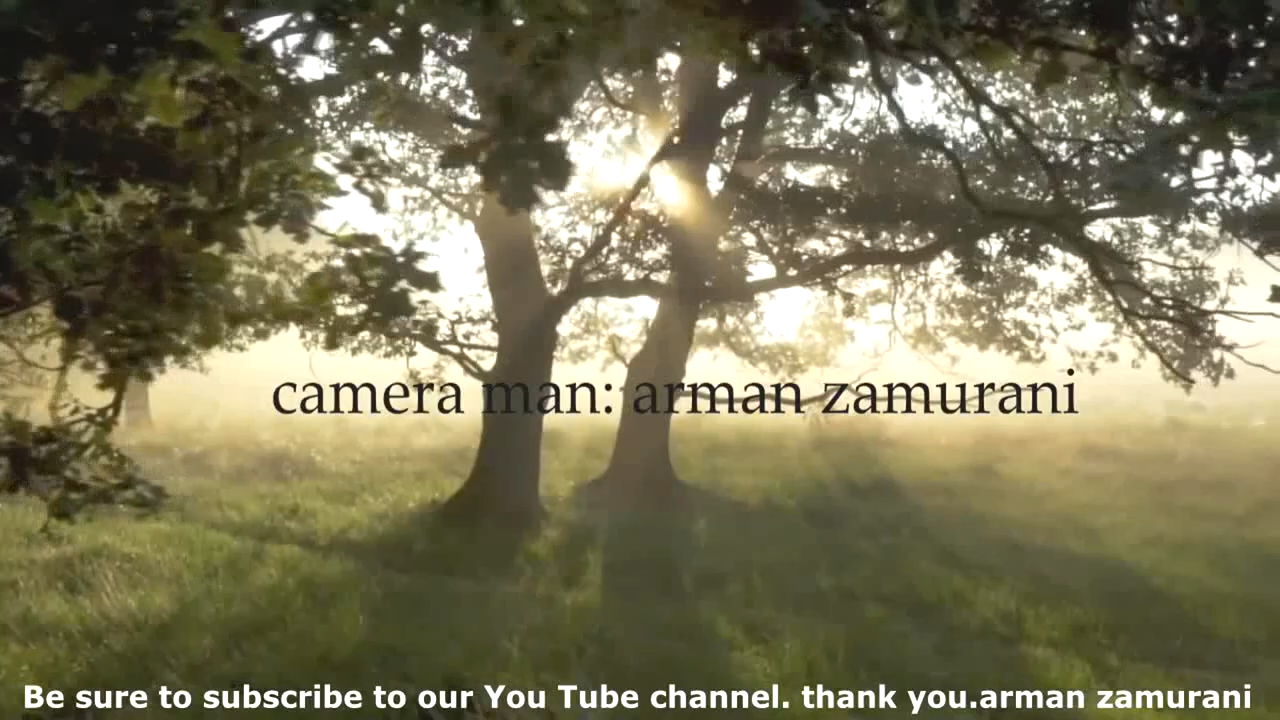 camera man: arman zamurani
Be sure to subscribe to our You Tube channel. thank you.arman zamurani